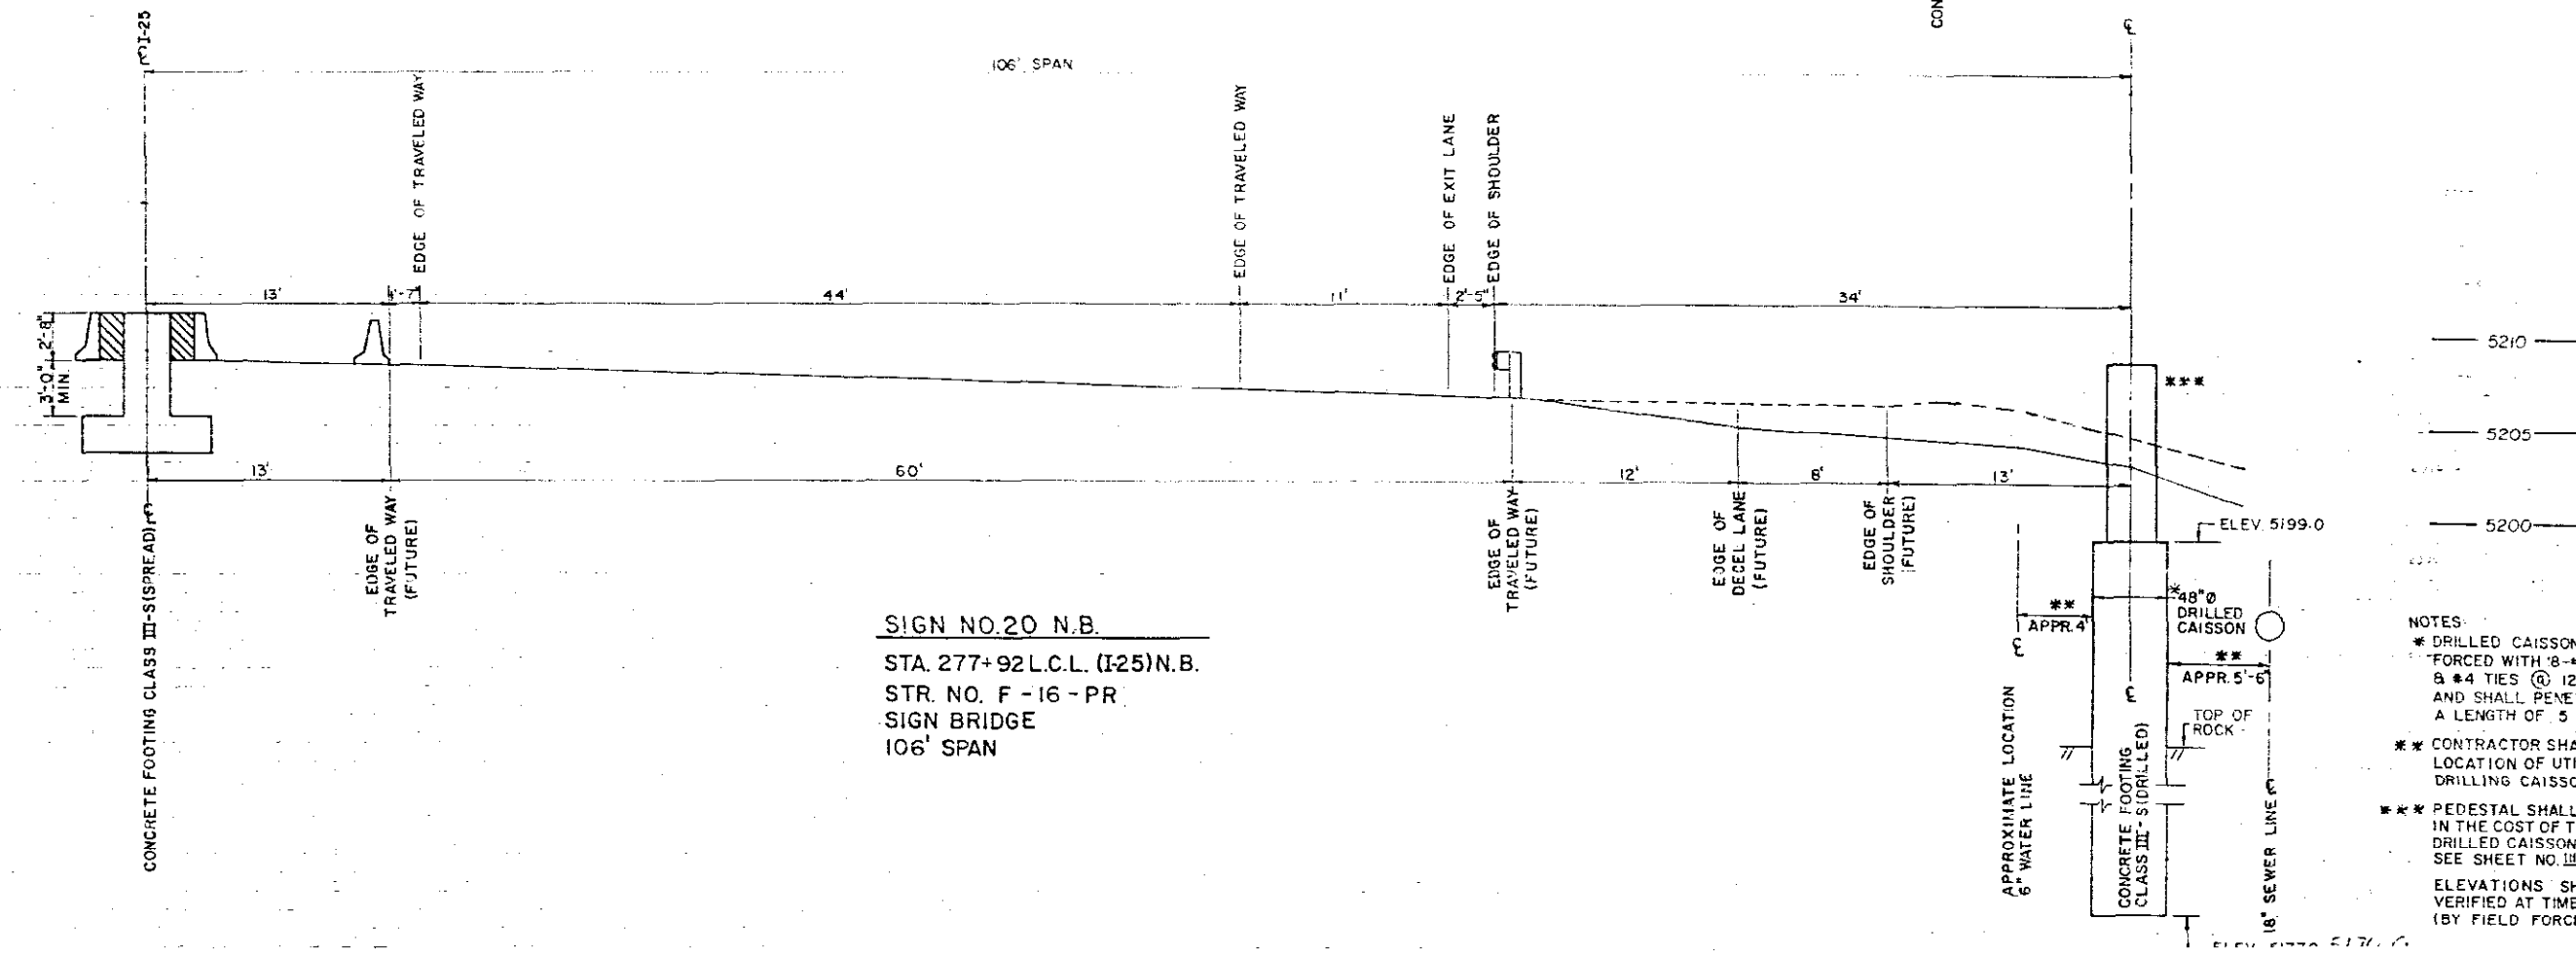 ℄ I-25
106' SPAN
CON
℄
EDGE OF TRAVELED WAY
EDGE OF TRAVELED WAY
EDGE OF EXIT LANE
EDGE OF SHOULDER
13'
1'-7"
44'
11'
2'-5"
34'
2'-8"
3'-0"
MIN.
***
5210
5205
5200
13'
60'
12'
8'
13'
CONCRETE FOOTING CLASS III-S(SPREAD) ℄
EDGE OF
TRAVELED WAY
(FUTURE)
EDGE OF
TRAVELED WAY
(FUTURE)
EDGE OF
DECEL LANE
(FUTURE)
EDGE OF
SHOULDER
(FUTURE)
ELEV. 5199.0
SIGN NO.20 N.B.
STA. 277+92 L.C.L. (I-25) N.B.
STR. NO. F-16-PR
SIGN BRIDGE
106' SPAN
**
APPR. 4'
℄
APPROXIMATE LOCATION
6" WATER LINE
*
48"Ø
DRILLED
CAISSON
**
APPR. 5'-6"
℄
TOP OF
ROCK
CONCRETE FOOTING
CLASS III-S(DRILLED)
18" SEWER LINE ℄
NOTES:
* DRILLED CAISSON
FORCED WITH 8-#
& #4 TIES @ 12
AND SHALL PENE
A LENGTH OF 5
** CONTRACTOR SHA
LOCATION OF UTI
DRILLING CAISSO
*** PEDESTAL SHALL
IN THE COST OF T
DRILLED CAISSON
SEE SHEET NO.
ELEVATIONS SH
VERIFIED AT TIME
(BY FIELD FORCE
ELEV.